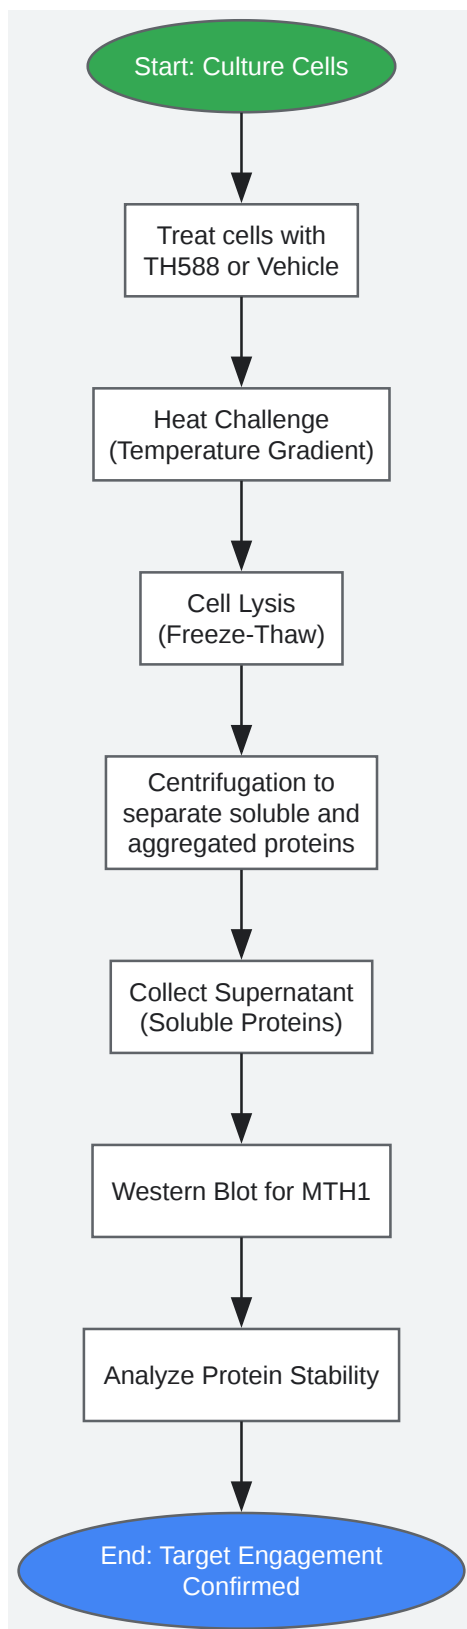 Start: Culture Cells
Treat cells with
TH588 or Vehicle
Heat Challenge
(Temperature Gradient)
Cell Lysis
(Freeze-Thaw)
Centrifugation to
separate soluble and
aggregated proteins
Collect Supernatant
(Soluble Proteins)
Western Blot for MTH1
Analyze Protein Stability
End: Target Engagement
Confirmed